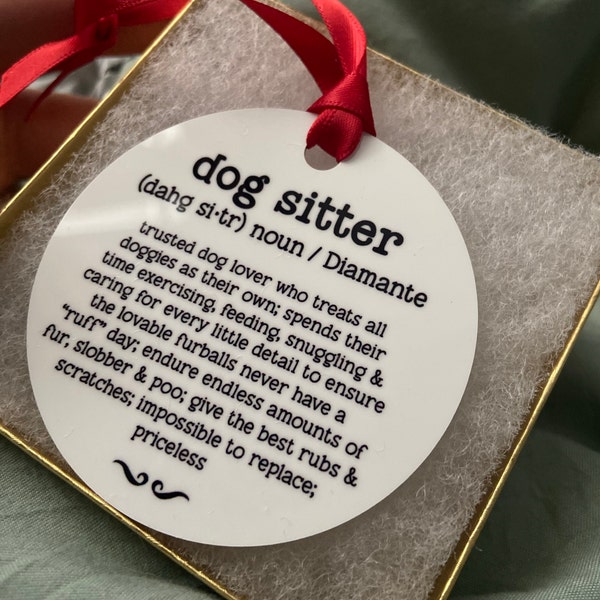 dog sitter
(dahg si·tr) noun / Diamante
trusted dog lover who treats all
doggies as their own; spends their
time exercising, feeding, snuggling &
caring for every little detail to ensure
the lovable furballs never have a
“ruff” day; endure endless amounts of
fur, slobber & poo; give the best rubs &
scratches; impossible to replace;
priceless